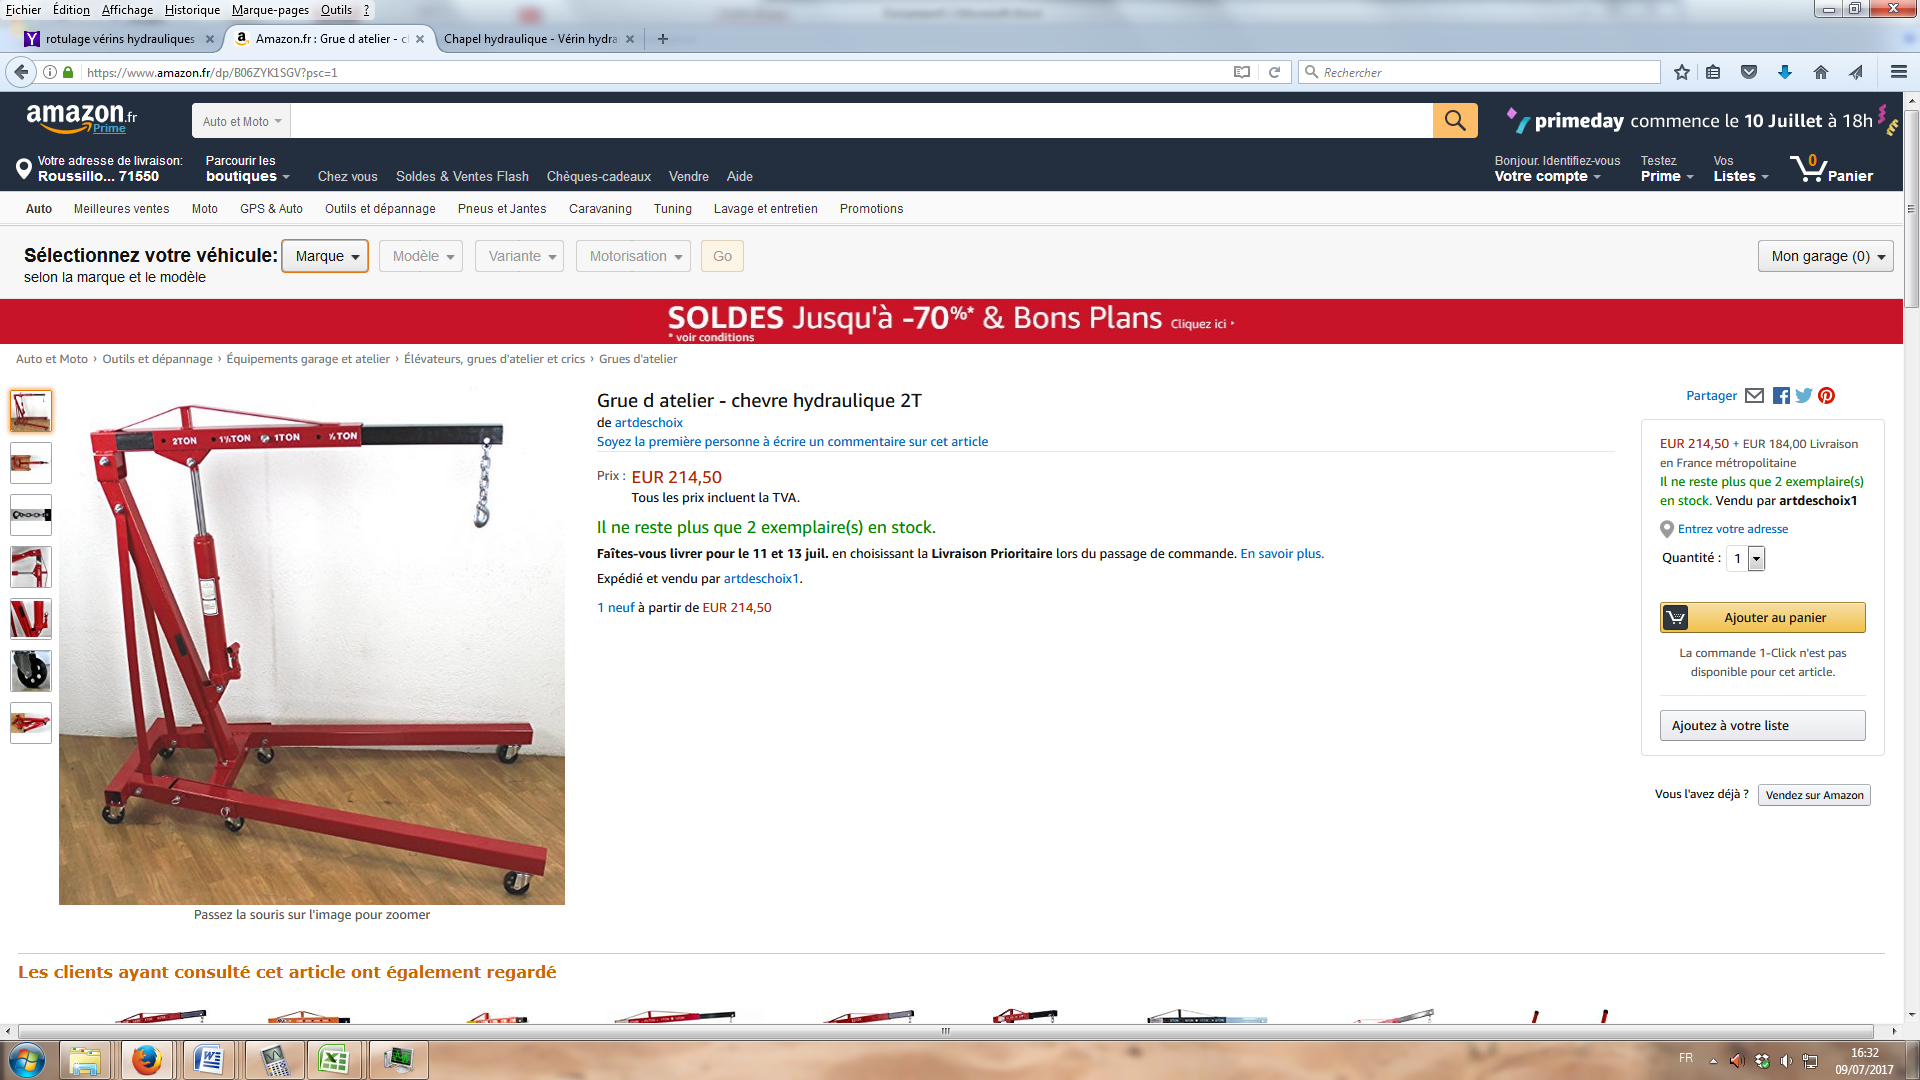 Fichier Édition Affichage Historique Marque-pages Outils ?
rotulage vérins hydrauliques
Amazon.fr : Grue d atelier - c
Chapel hydraulique - Vérin hydra
https://www.amazon.fr/dp/B06ZYK1SGV?psc=1
Rechercher
amazon.fr
Prime
Auto et Moto
primeday commence le 10 Juillet à 18h
Votre adresse de livraison:
Roussillo... 71550
Parcourir les
boutiques
Chez vous Soldes & Ventes Flash Chèques-cadeaux Vendre Aide
Bonjour. Identifiez-vous
Votre compte
Testez
Prime
Vos
Listes
0
Panier
Auto Meilleures ventes Moto GPS & Auto Outils et dépannage Pneus et Jantes Caravaning Tuning Lavage et entretien Promotions
Sélectionnez votre véhicule:
selon la marque et le modèle
Marque Modèle Variante Motorisation Go
Mon garage (0)
SOLDES Jusqu'à -70%* & Bons Plans Cliquez ici ›
* voir conditions
Auto et Moto › Outils et dépannage › Équipements garage et atelier › Élévateurs, grues d'atelier et crics › Grues d'atelier
2TON 1½TON 1TON ½TON
Passez la souris sur l'image pour zoomer
Grue d atelier - chevre hydraulique 2T
de artdeschoix
Soyez la première personne à écrire un commentaire sur cet article
Prix : EUR 214,50
Tous les prix incluent la TVA.
Il ne reste plus que 2 exemplaire(s) en stock.
Faîtes-vous livrer pour le 11 et 13 juil. en choisissant la Livraison Prioritaire lors du passage de commande. En savoir plus.
Expédié et vendu par artdeschoix1.
1 neuf à partir de EUR 214,50
Partager
EUR 214,50 + EUR 184,00 Livraison
en France métropolitaine
Il ne reste plus que 2 exemplaire(s)
en stock. Vendu par artdeschoix1
Entrez votre adresse
Quantité : 1
Ajouter au panier
La commande 1-Click n'est pas
disponible pour cet article.
Ajoutez à votre liste
Vous l'avez déjà ? Vendez sur Amazon
Les clients ayant consulté cet article ont également regardé
FR
16:32
09/07/2017